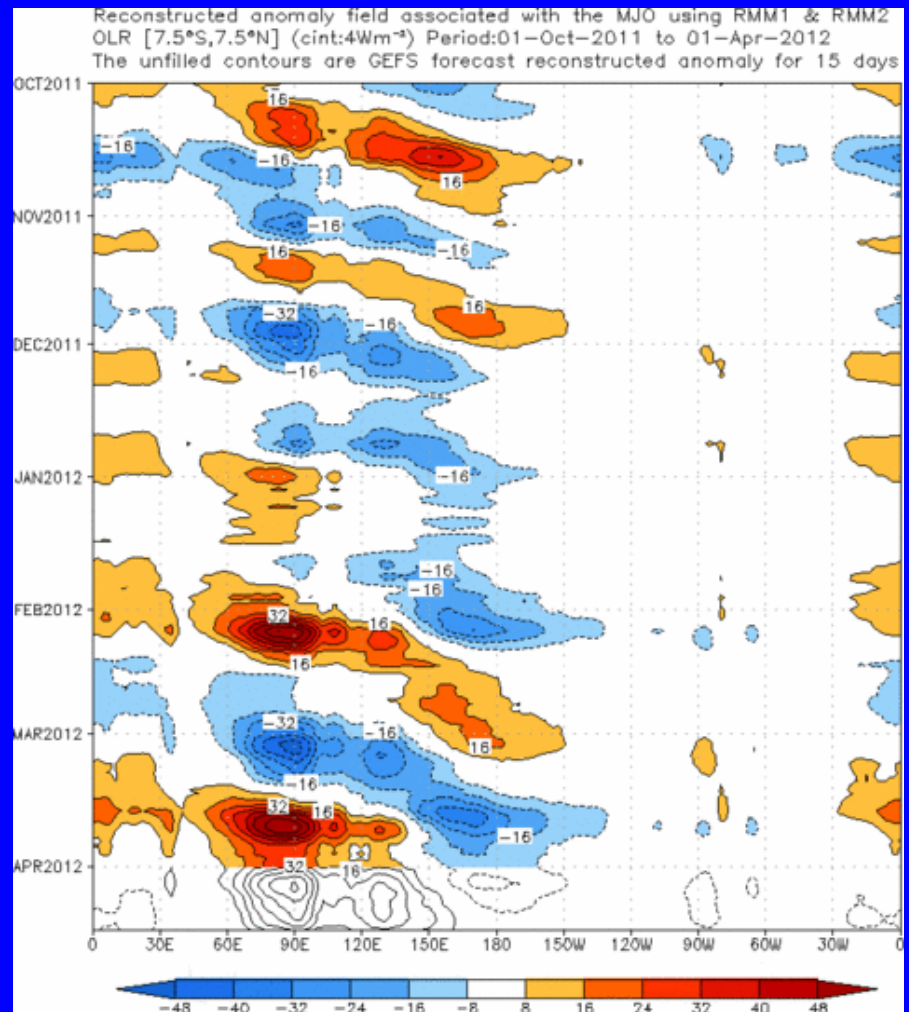 Reconstructed anomaly field associated with the MJO using RMM1 & RMM2
OLR [7.5°S,7.5°N] (cint:4Wm⁻²) Period:01-Oct-2011 to 01-Apr-2012
The unfilled contours are GEFS forecast reconstructed anomaly for 15 days
OCT2011
16
-16
-16
16
NOV2011
-16
-16
16
16
-32
-16
DEC2011
-16
JAN2012
-16
-16
-16
FEB2012
32
16
16
-32
MAR2012
-16
16
-16
32
16
-16
APR2012
32
16
0 30E 60E 90E 120E 150E 180 150W 120W 90W 60W 30W 0
-48 -40 -32 -24 -16 -8 8 16 24 32 40 48